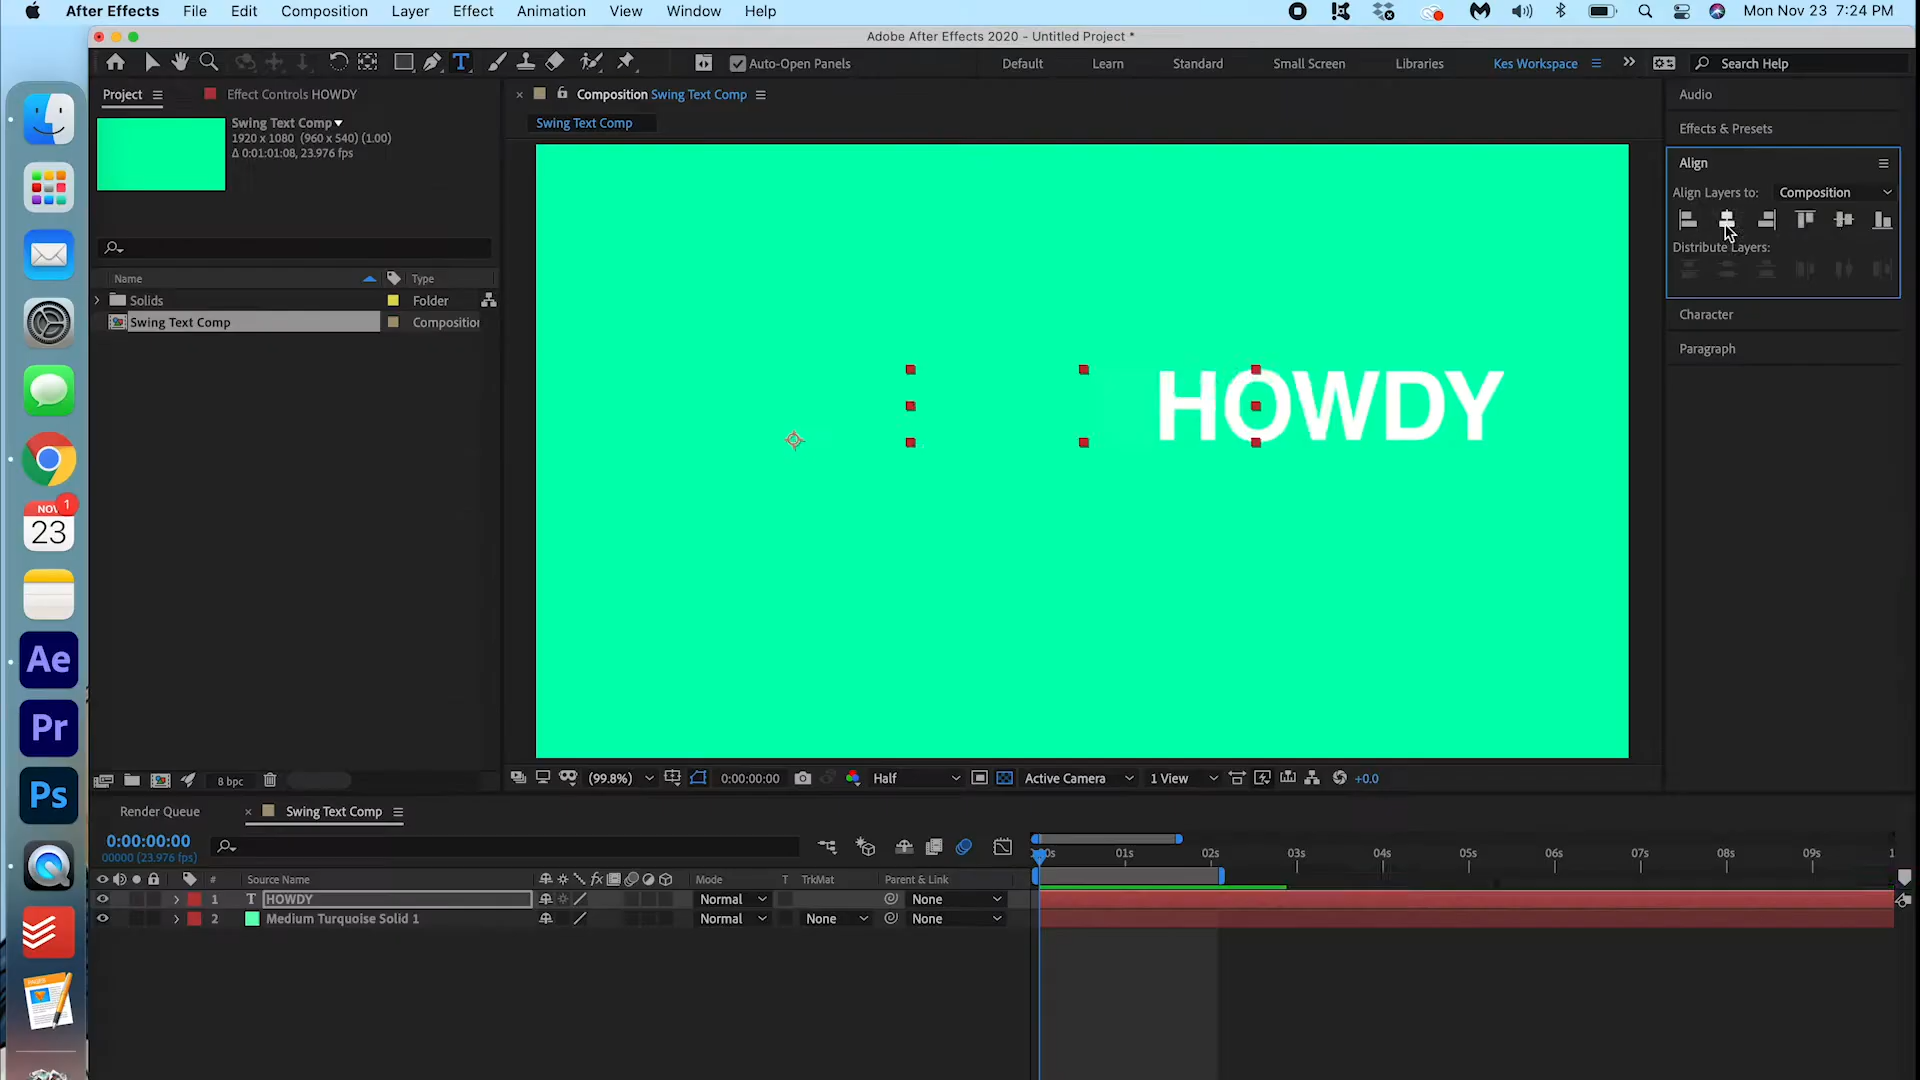 After Effects File Edit Composition Layer Effect Animation View Window Help Mon Nov 23 7:24 PM
Adobe After Effects 2020 - Untitled Project *
Auto-Open Panels Default Learn Standard Small Screen Libraries Kes Workspace Search Help
Project Effect Controls HOWDY
Composition Swing Text Comp
Audio
Swing Text Comp
1920 x 1080 (960 x 540) (1.00)
Δ 0:01:01:08, 23.976 fps
Swing Text Comp
Effects & Presets
Align
Align Layers to: Composition
Distribute Layers:
Character
Paragraph
Name Type
Solids Folder
Swing Text Comp Compositio
HOWDY
NOV 1
23
Ae
Pr
Ps
8 bpc
(99.8%) 0:00:00:00 Half Active Camera 1 View +0.0
Render Queue Swing Text Comp
0:00:00:00
00000 (23.976 fps)
01s 02s 03s 04s 05s 06s 07s 08s 09s 1
# Source Name fx Mode T TrkMat Parent & Link
1 T HOWDY Normal None
2 Medium Turquoise Solid 1 Normal None None